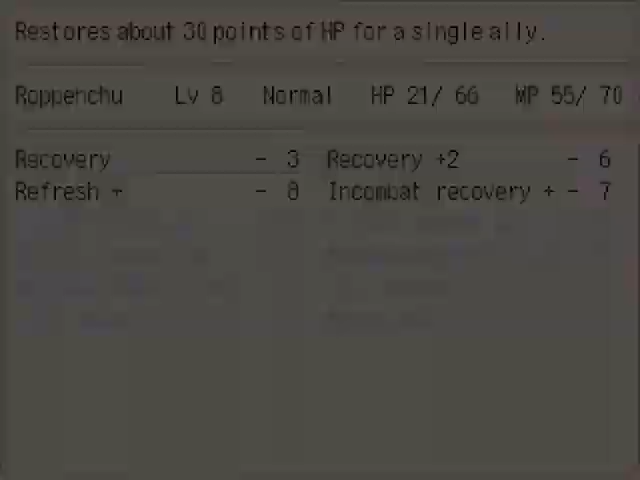 Restores about 30 points of HP for a single ally.
Roppenchu Lv 8 Normal HP 21/ 66 MP 55/ 70
Recovery - 3 Recovery +2 - 6
Refresh + - 8 Incombat recovery + - 7